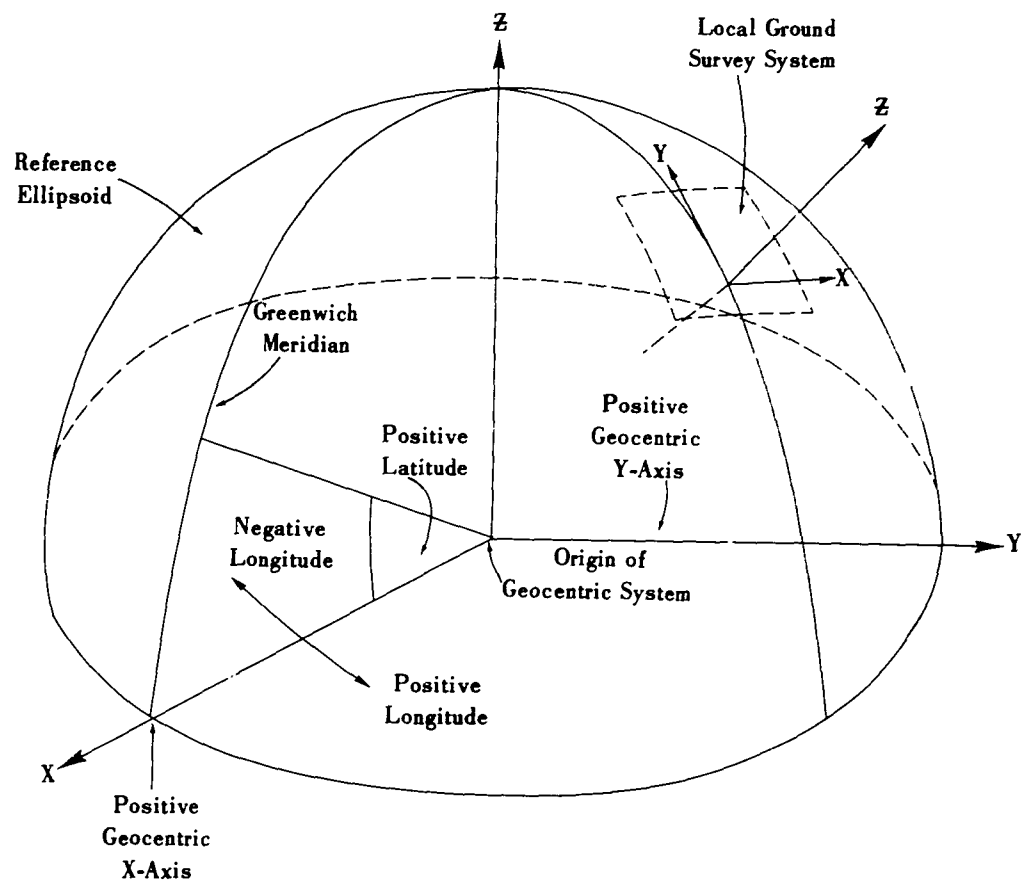 Z
Local Ground
Survey System
Z
Reference
Ellipsoid
Y
X
Greenwich
Meridian
Positive
Geocentric
Y-Axis
Positive
Latitude
Negative
Longitude
Y
Origin of
Geocentric System
Positive
Longitude
X
Positive
Geocentric
X-Axis